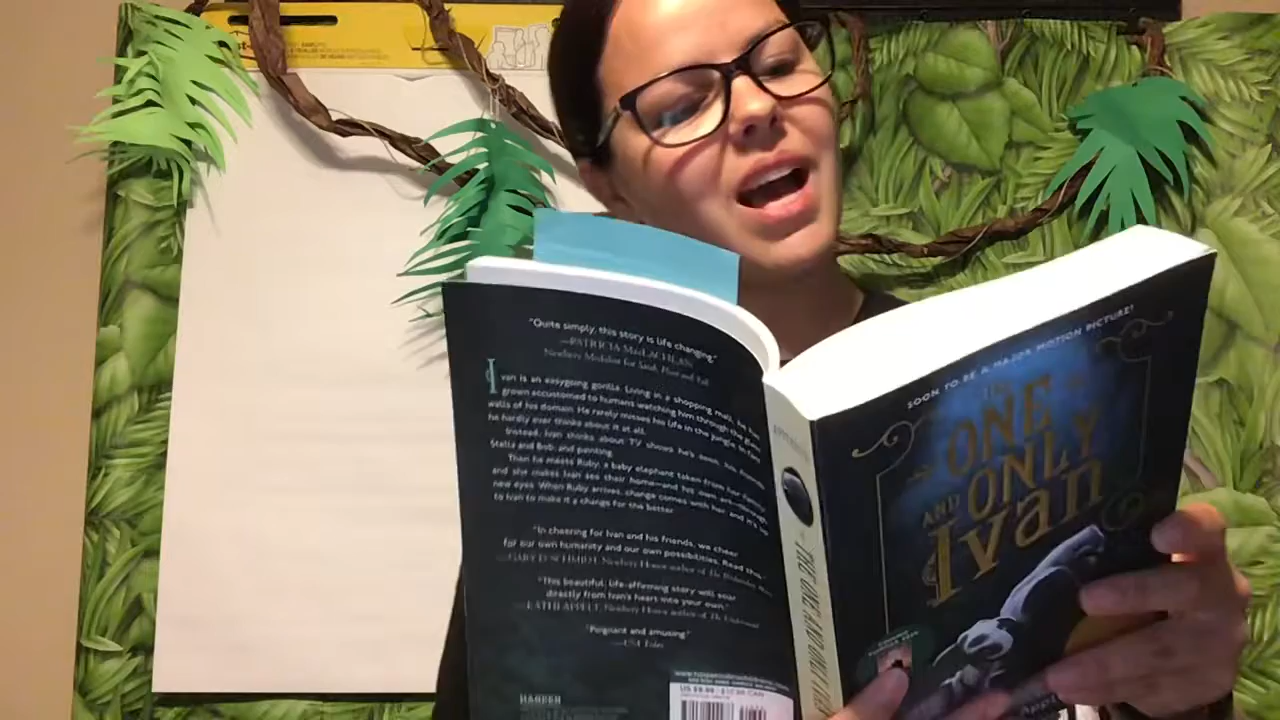 "Quite simply, this story is life changing."
—PATRICIA MacLACHLAN,
Newbery Medalist for Sarah, Plain and Tall
Ivan is an easygoing gorilla. Living in a shopping mall, he has
grown accustomed to humans watching him through the glass
walls of his domain. He rarely misses his life in the jungle. In fact,
he hardly ever thinks about it at all.
Instead, Ivan thinks about TV shows he's seen, his friends
Stella and Bob, and painting.
Then he meets Ruby, a baby elephant taken from her family,
and she makes Ivan see their home—and his own art—through
new eyes. When Ruby arrives, change comes with her and it's up
to Ivan to make it a change for the better.
"In cheering for Ivan and his friends, we cheer
for our own humanity and our own possibilities. Read this."
—GARY D. SCHMIDT, Newbery Honor author of The Wednesday Wars
"This beautiful, life-affirming story will soar
directly from Ivan's heart into your own."
—KATHI APPELT, Newbery Honor author of The Underneath
"Poignant and amusing."
—USA Today
HARPER
THE ONE AND ONLY
SOON TO BE A MAJOR MOTION PICTURE!
THE
ONE
AND ONLY
Ivan